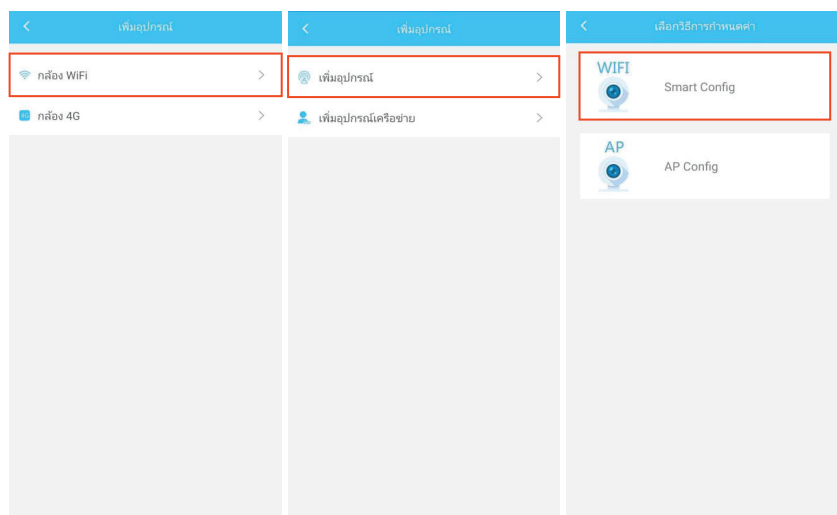 เพิ่มอุปกรณ์
กล้อง WiFi
4G กล้อง 4G
เพิ่มอุปกรณ์
เพิ่มอุปกรณ์
เพิ่มอุปกรณ์เครือข่าย
เลือกวิธีการกำหนดค่า
WIFI
Smart Config
AP
AP Config